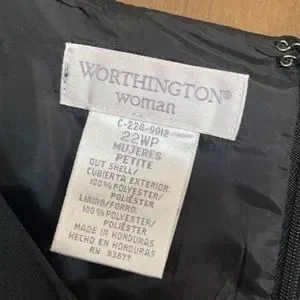 WORTHINGTON®
woman
C-224-9912
22WP
MUJERES
PETITE
OUT SHELL/
CUBIERTA EXTERIOR:
100% POLYESTER/
POLIÉSTER
LINING/FORRO:
100% POLYESTER/
POLIÉSTER
MADE IN HONDURAS
HECHO EN HONDURAS
RN 93677